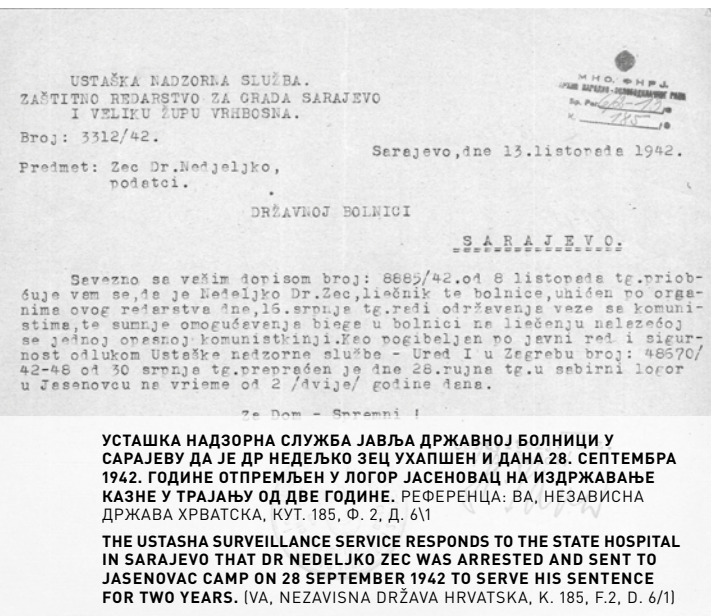 USTAŠKA NADZORNA SLUŽBA.
ZAŠTITNO REDARSTVO ZA GRADA SARAJEVO
I VELIKU ŽUPU VRHBOSNA.
Broj: 3312/42.
М Н О. ФНРЈ
185
Sarajevo,dne 13.listopada 1942.
Predmet: Zec Dr.Nedjeljko,
podatci.
DRŽAVNOJ BOLNICI
S A R A J E V O.
Savezno sa vašim dopisom broj: 8885/42.od 8 listopada tg.priob-
ćuje vam se,da je Nedeljko Dr.Zec,liečnik te bolnice,uhićen po orga-
nima ovog redarstva dne,16.srpnja tg.radi održavanja veze sa komuni-
stima,te sumnje omogućavanja biega u bolnici na liečenju nalazećoj
se jednoj opasnoj komunistkinji.Kao pogibeljan po javni red i sigur-
nost odlukom Ustaške nadzorne službe - Ured I u Zagrebu broj: 48670/
42-48 od 30 srpnja tg.prepraćen je dne 28.rujna tg.u sabirni logor
u Jasenovcu na vrieme od 2 /dvije/ godine dana.
Za Dom - Spremni !
УСТАШКА НАДЗОРНА СЛУЖБА ЈАВЉА ДРЖАВНОЈ БОЛНИЦИ У
САРАЈЕВУ ДА ЈЕ ДР НЕДЕЉКО ЗЕЦ УХАПШЕН И ДАНА 28. СЕПТЕМБРА
1942. ГОДИНЕ ОТПРЕМЉЕН У ЛОГОР ЈАСЕНОВАЦ НА ИЗДРЖАВАЊЕ
КАЗНЕ У ТРАЈАЊУ ОД ДВЕ ГОДИНЕ. РЕФЕРЕНЦА: ВА, НЕЗАВИСНА
ДРЖАВА ХРВАТСКА, КУТ. 185, Ф. 2, Д. 6\1
THE USTASHA SURVEILLANCE SERVICE RESPONDS TO THE STATE HOSPITAL
IN SARAJEVO THAT DR NEDELJKO ZEC WAS ARRESTED AND SENT TO
JASENOVAC CAMP ON 28 SEPTEMBER 1942 TO SERVE HIS SENTENCE
FOR TWO YEARS. (VA, NEZAVISNA DRŽAVA HRVATSKA, K. 185, F.2, D. 6/1)